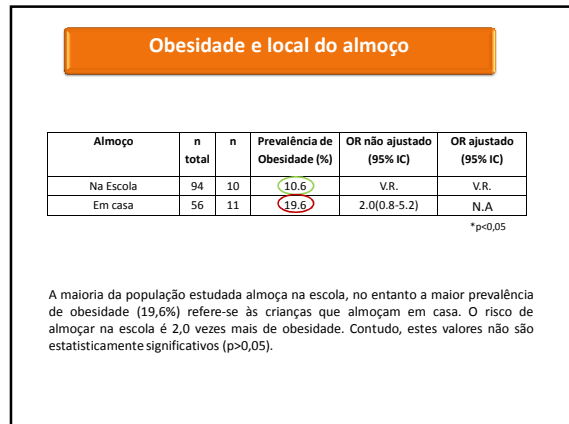 Obesidade e local do almoço
Almoço n total n Prevalência de Obesidade (%) OR não ajustado (95% IC) OR ajustado (95% IC)
Na Escola 94 10 10.6 V.R. V.R.
Em casa 56 11 19.6 2.0(0.8-5.2) N.A
*p<0,05
A maioria da população estudada almoça na escola, no entanto a maior prevalência
de obesidade (19,6%) refere-se às crianças que almoçam em casa. O risco de
almoçar na escola é 2,0 vezes mais de obesidade. Contudo, estes valores não são
estatisticamente significativos (p>0,05).